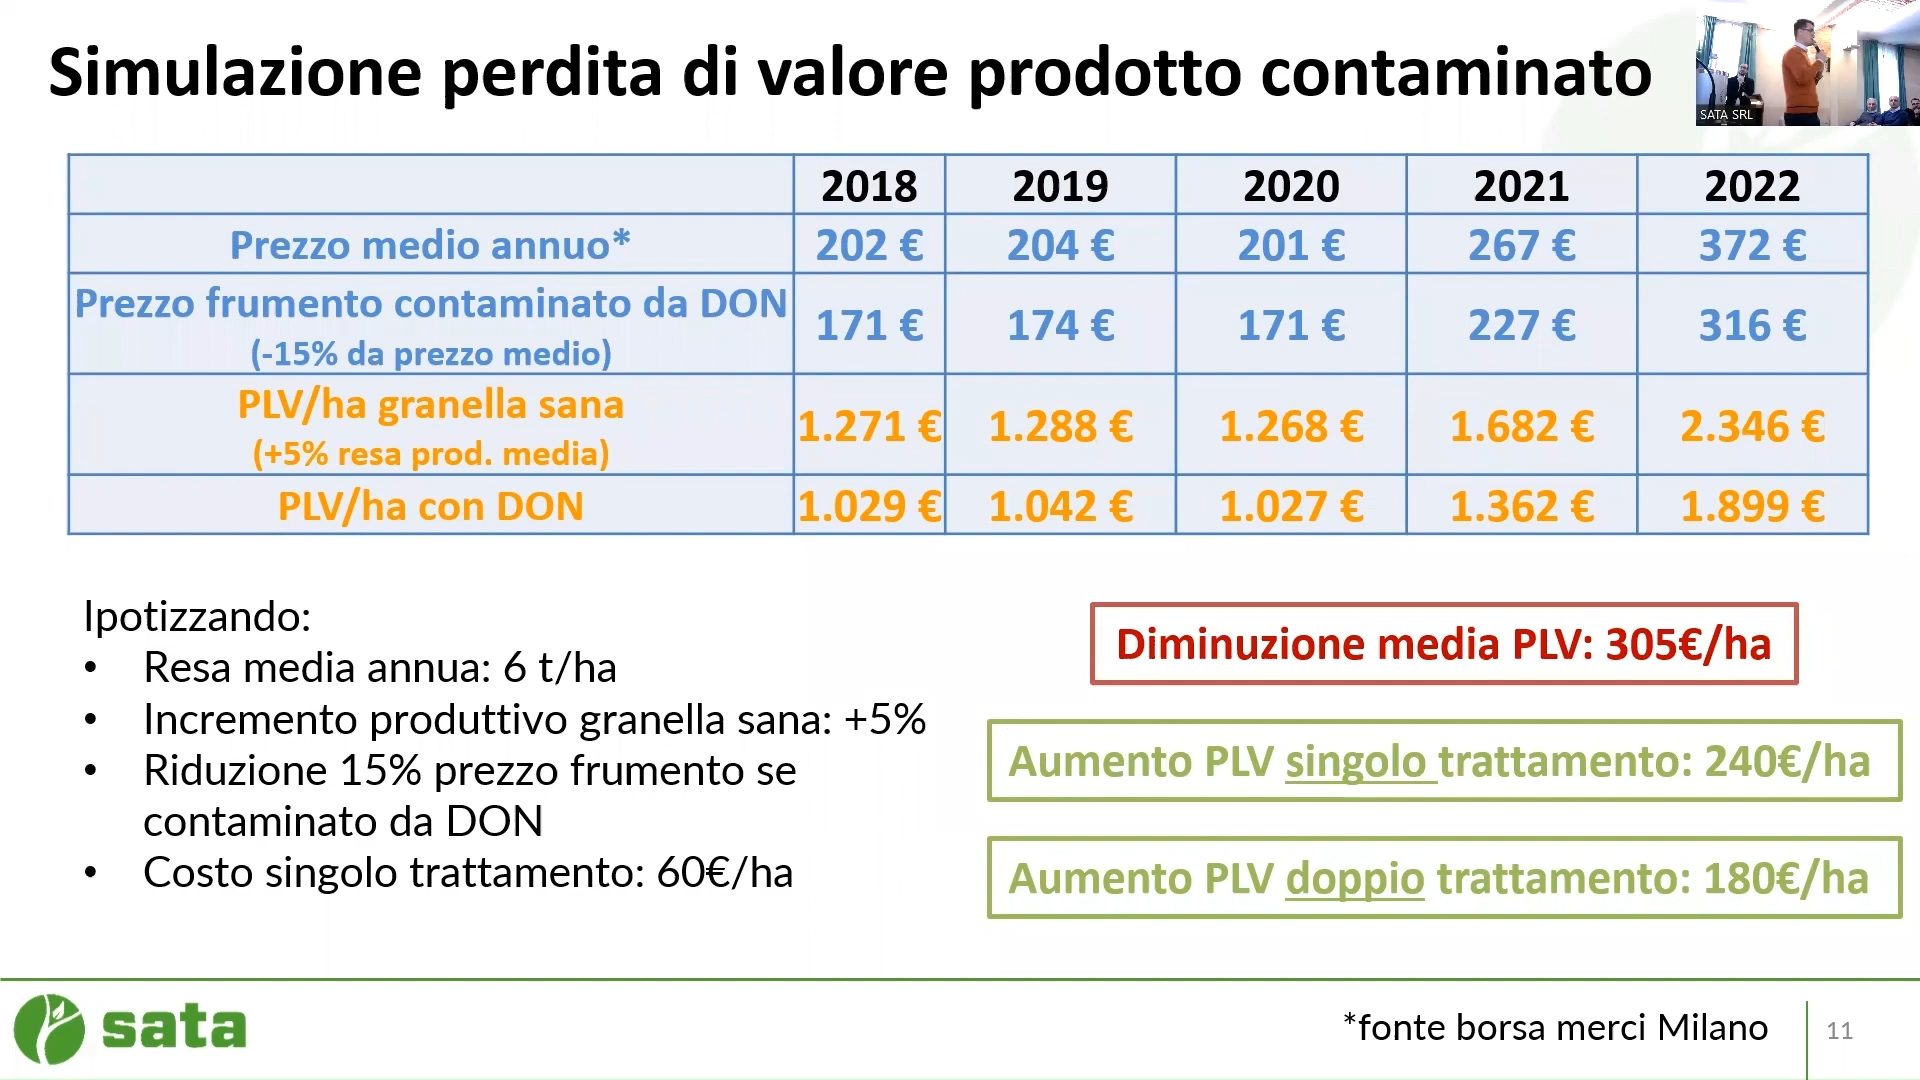 Simulazione perdita di valore prodotto contaminato
SATA SRL
2018 2019 2020 2021 2022
Prezzo medio annuo* 202 € 204 € 201 € 267 € 372 €
Prezzo frumento contaminato da DON
(-15% da prezzo medio) 171 € 174 € 171 € 227 € 316 €
PLV/ha granella sana
(+5% resa prod. media) 1.271 € 1.288 € 1.268 € 1.682 € 2.346 €
PLV/ha con DON 1.029 € 1.042 € 1.027 € 1.362 € 1.899 €
Ipotizzando:
• Resa media annua: 6 t/ha
• Incremento produttivo granella sana: +5%
• Riduzione 15% prezzo frumento se
contaminato da DON
• Costo singolo trattamento: 60€/ha
Diminuzione media PLV: 305€/ha
Aumento PLV singolo trattamento: 240€/ha
Aumento PLV doppio trattamento: 180€/ha
sata
*fonte borsa merci Milano
11